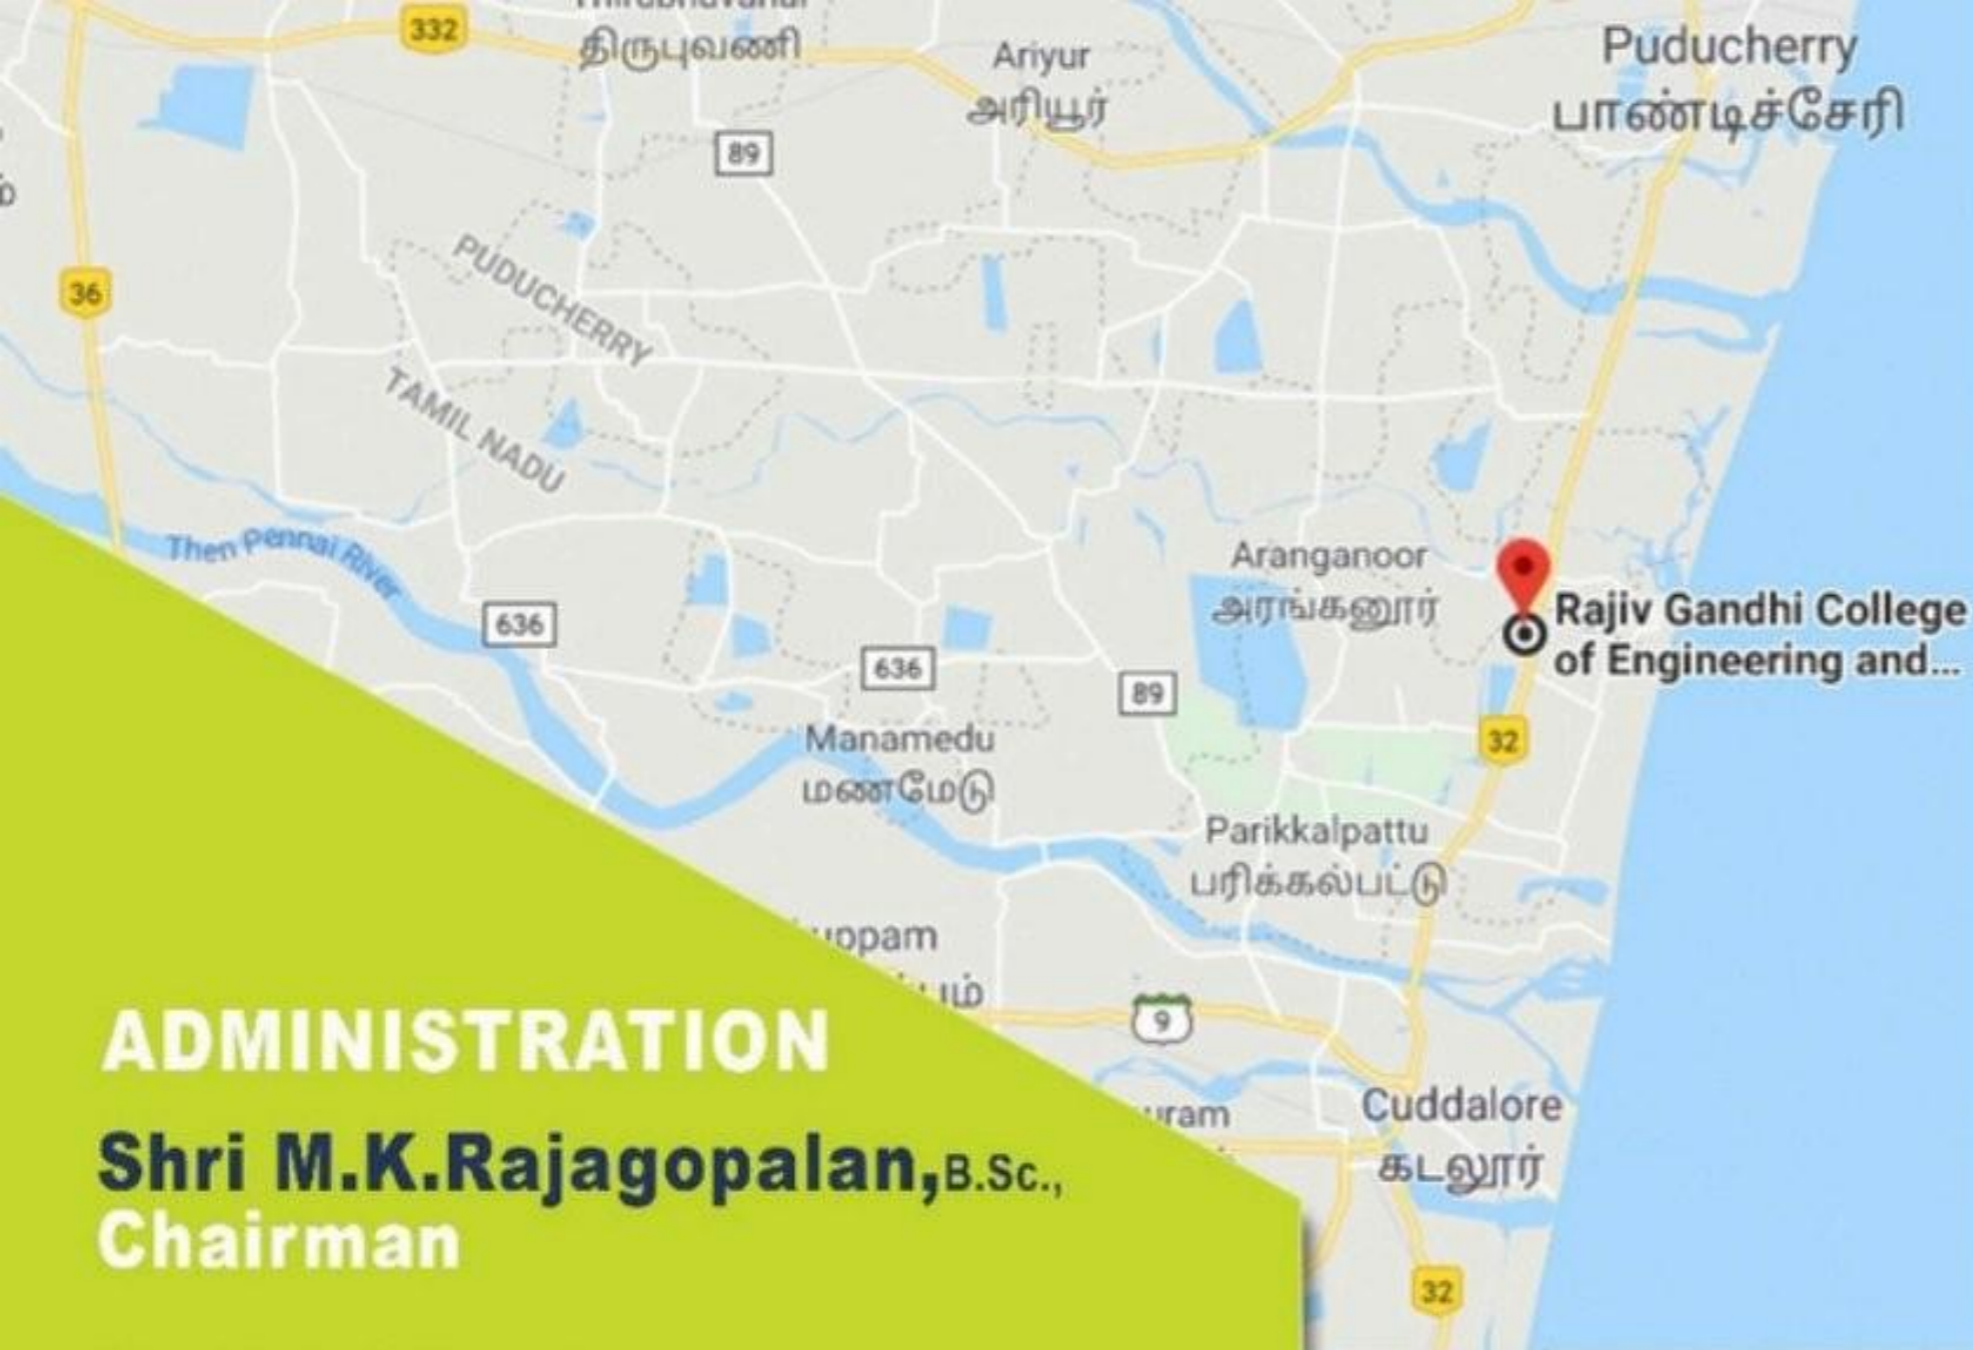 332
திருபுவணி
Ariyur
அரியூர்
Puducherry
பாண்டிச்சேரி
89
36
PUDUCHERRY
TAMIL NADU
Then Pennai River
Aranganoor
அரங்கனூர்
Rajiv Gandhi College
of Engineering and...
636
636
89
32
Manamedu
மணமேடு
Parikkalpattu
பரிக்கல்பட்டு
9
Cuddalore
கடலூர்
32
ADMINISTRATION
Shri M.K.Rajagopalan,B.Sc.,
Chairman